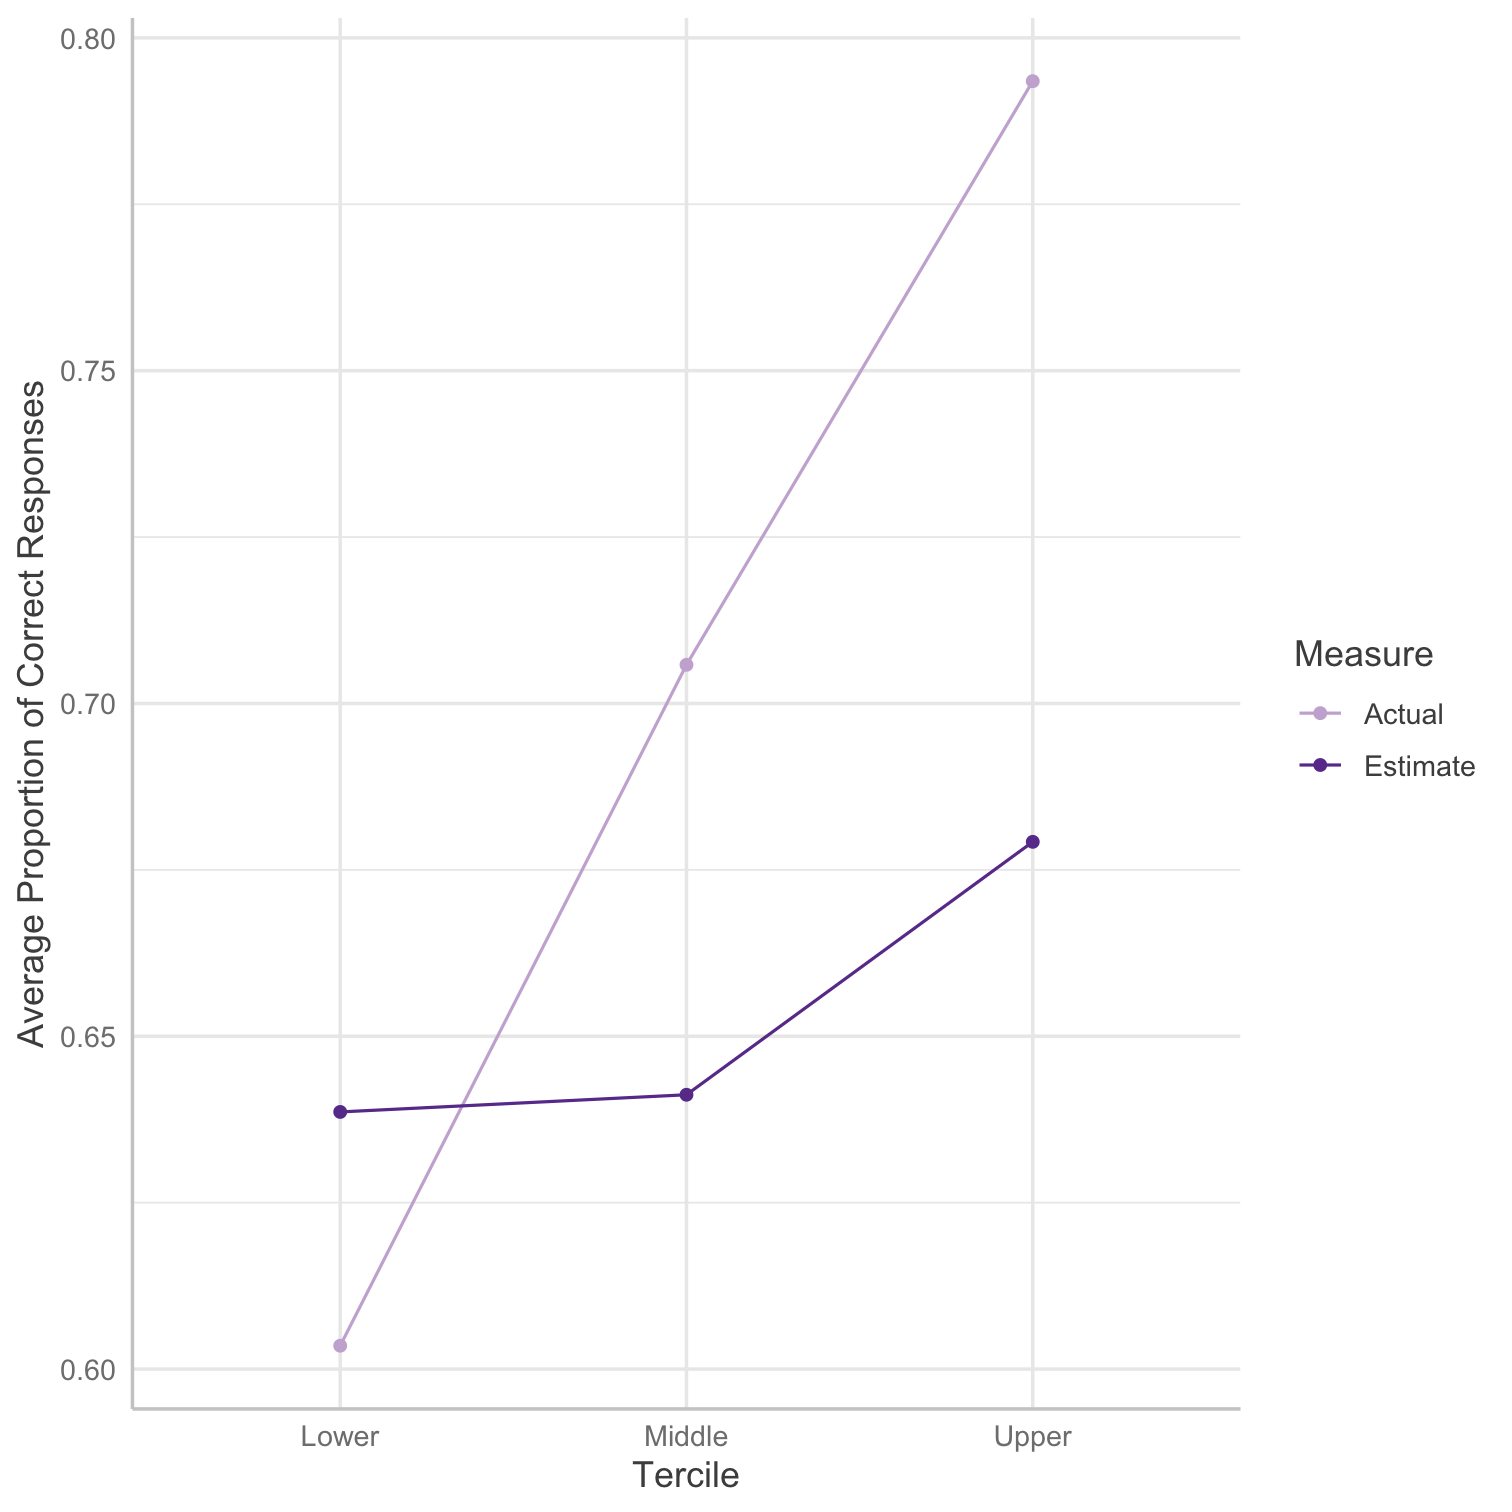 Average Proportion of Correct Responses
0.80
0.75
0.70
0.65
0.60
Lower Middle Upper
Tercile
Measure
Actual
Estimate